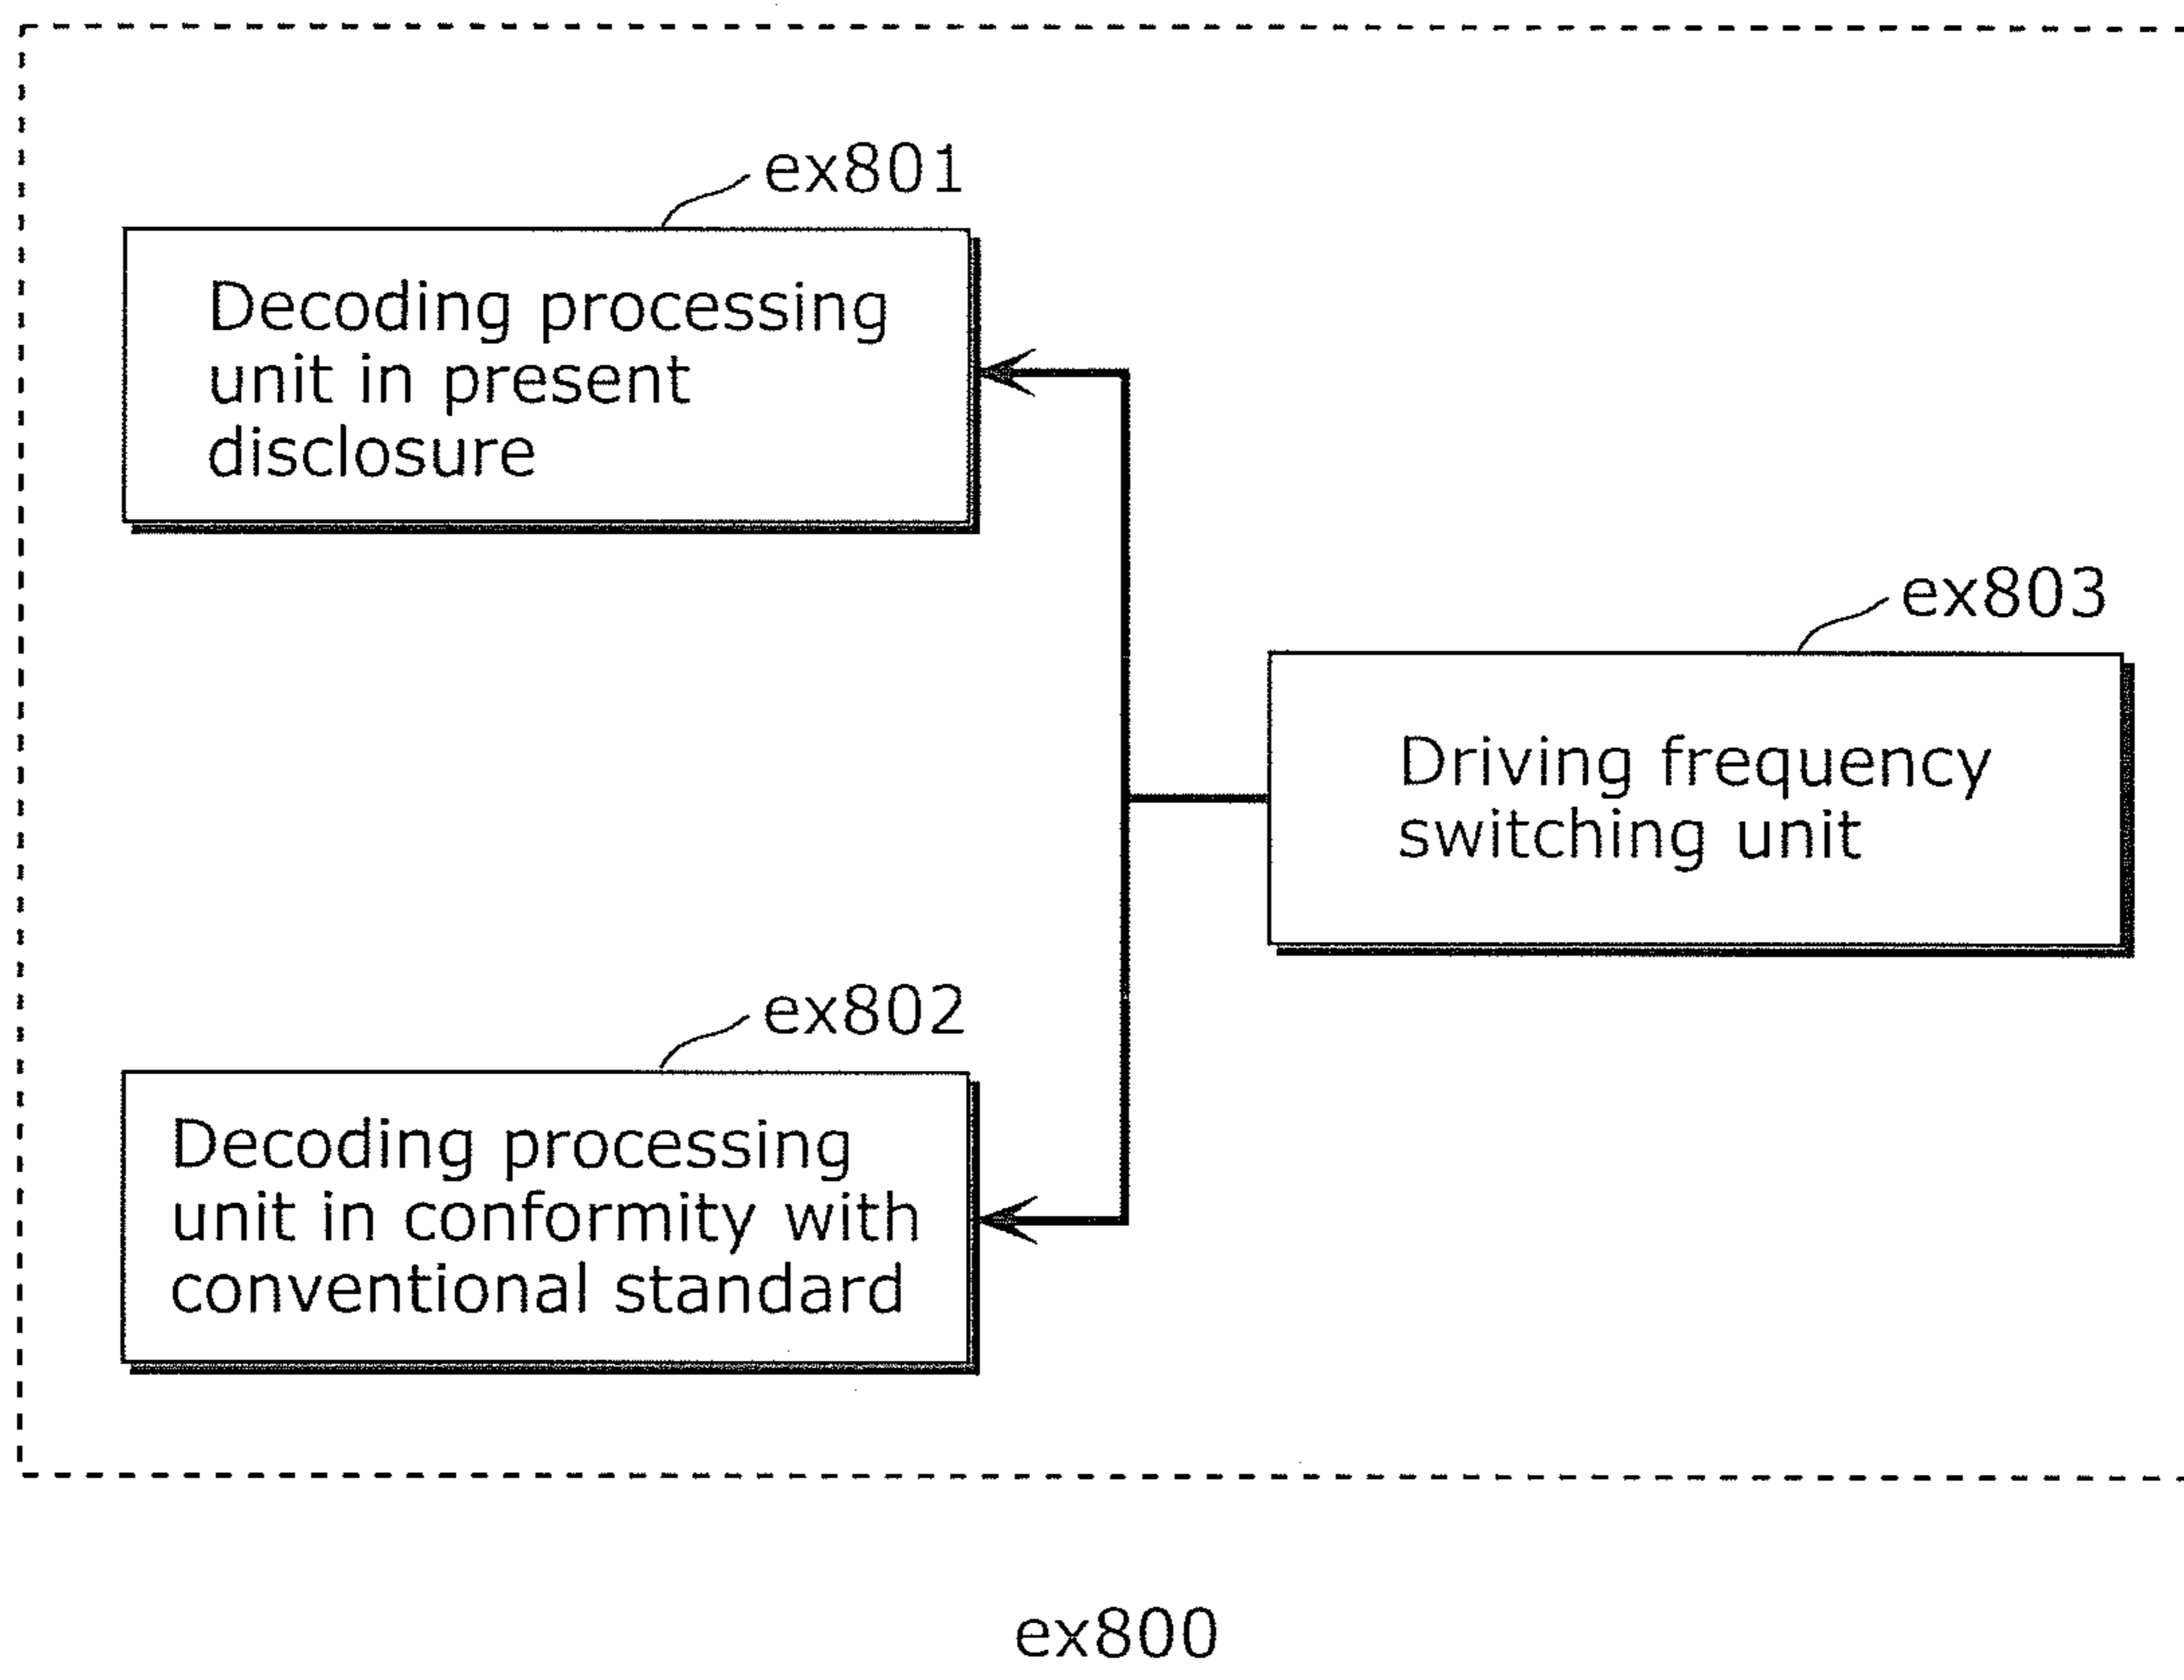 ex801
Decoding processing
unit in present
disclosure
ex803
Driving frequency
switching unit
ex802
Decoding processing
unit in conformity with
conventional standard
ex800